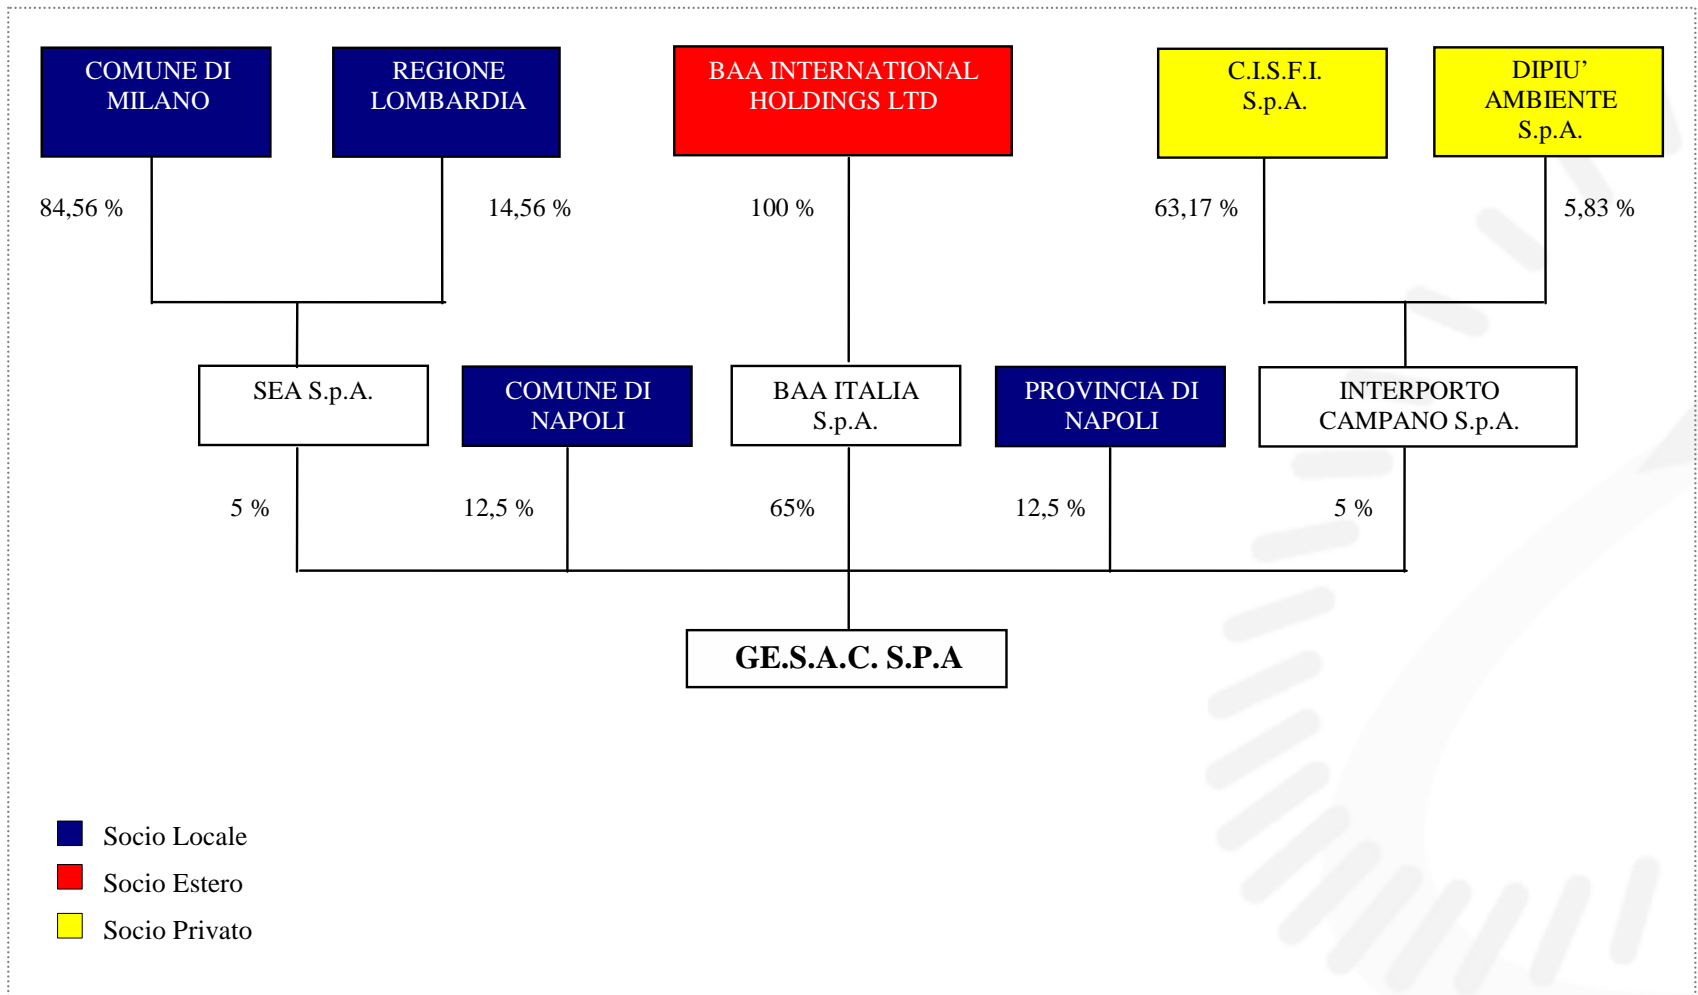 COMUNE DI
MILANO
REGIONE
LOMBARDIA
BAA INTERNATIONAL
HOLDINGS LTD
C.I.S.F.I.
S.p.A.
DIPIU’
AMBIENTE
S.p.A.
84,56 %
14,56 %
100 %
63,17 %
5,83 %
SEA S.p.A.
COMUNE DI
NAPOLI
BAA ITALIA
S.p.A.
PROVINCIA DI
NAPOLI
INTERPORTO
CAMPANO S.p.A.
5 %
12,5 %
65%
12,5 %
5 %
GE.S.A.C. S.P.A
Socio Locale
Socio Estero
Socio Privato